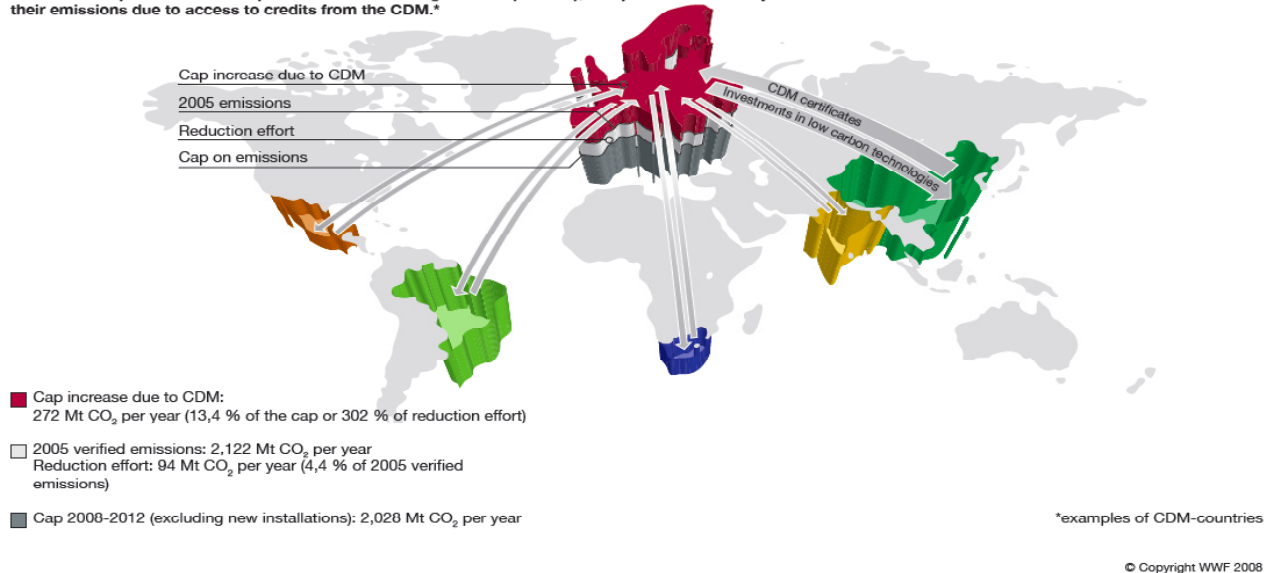 their emissions due to access to credits from the CDM.*
Cap increase due to CDM
2005 emissions
Reduction effort
Cap on emissions
CDM certificates
Investments in low carbon technologies
Cap increase due to CDM:
272 Mt CO₂ per year (13,4 % of the cap or 302 % of reduction effort)
2005 verified emissions: 2,122 Mt CO₂ per year
Reduction effort: 94 Mt CO₂ per year (4,4 % of 2005 verified
emissions)
Cap 2008-2012 (excluding new installations): 2,028 Mt CO₂ per year
*examples of CDM-countries
© Copyright WWF 2008